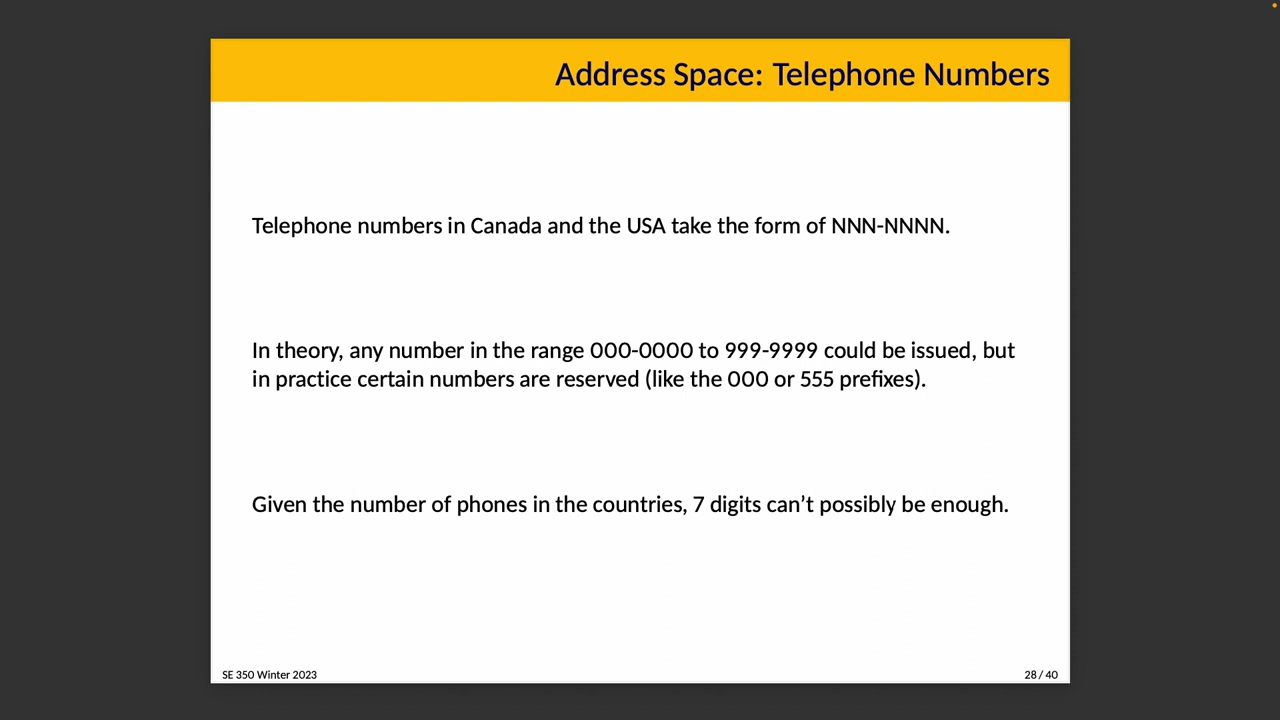 Address Space: Telephone Numbers
Telephone numbers in Canada and the USA take the form of NNN-NNNN.
In theory, any number in the range 000-0000 to 999-9999 could be issued, but
in practice certain numbers are reserved (like the 000 or 555 prefixes).
Given the number of phones in the countries, 7 digits can’t possibly be enough.
SE 350 Winter 2023
28 / 40